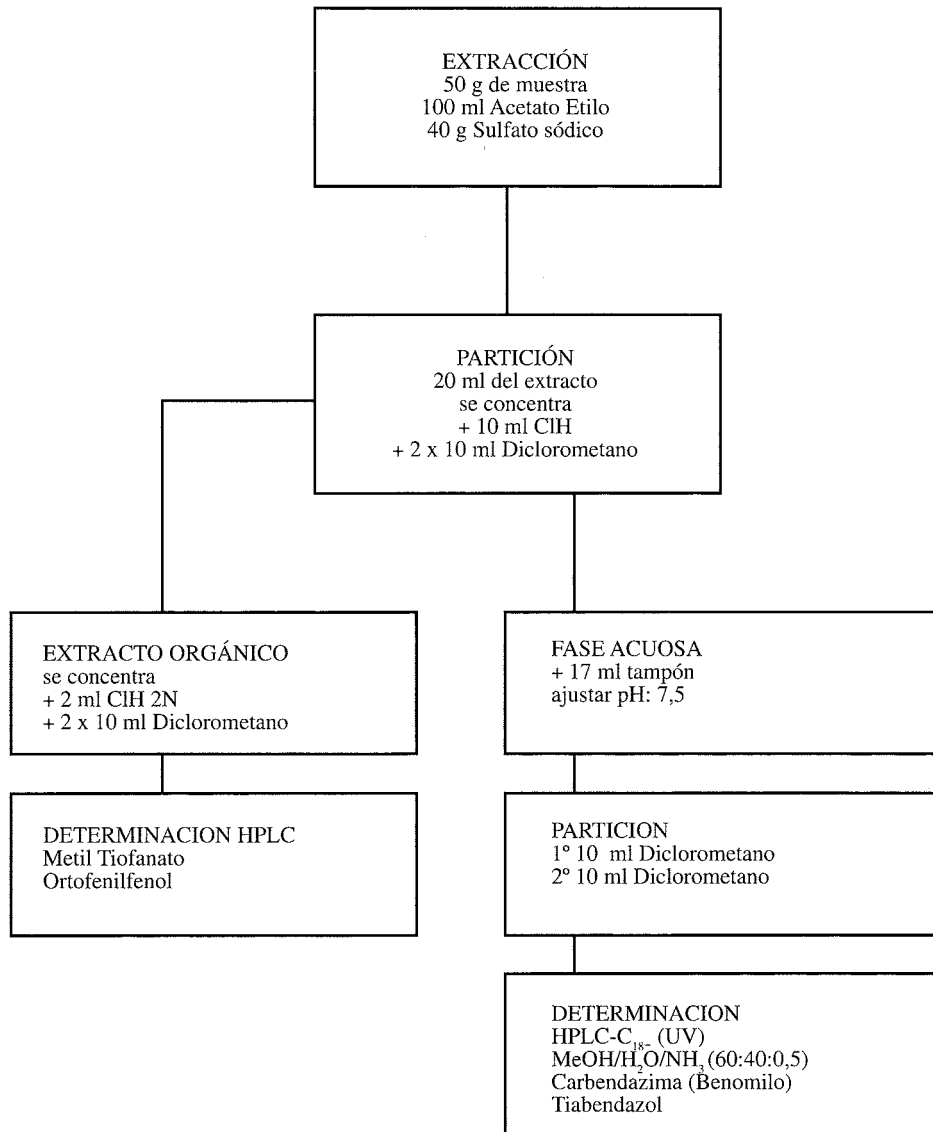 EXTRACCIÓN
50 g de muestra
100 ml Acetato Etilo
40 g Sulfato sódico
PARTICIÓN
20 ml del extracto
se concentra
+ 10 ml ClH
+ 2 x 10 ml Diclorometano
EXTRACTO ORGÁNICO
se concentra
+ 2 ml ClH 2N
+ 2 x 10 ml Diclorometano
DETERMINACION HPLC
Metil Tiofanato
Ortofenilfenol
FASE ACUOSA
+ 17 ml tampón
ajustar pH: 7,5
PARTICION
1º 10 ml Diclorometano
2º 10 ml Diclorometano
DETERMINACION
HPLC-C₁₈₋ (UV)
MeOH/H₂O/NH₃ (60:40:0,5)
Carbendazima (Benomilo)
Tiabendazol